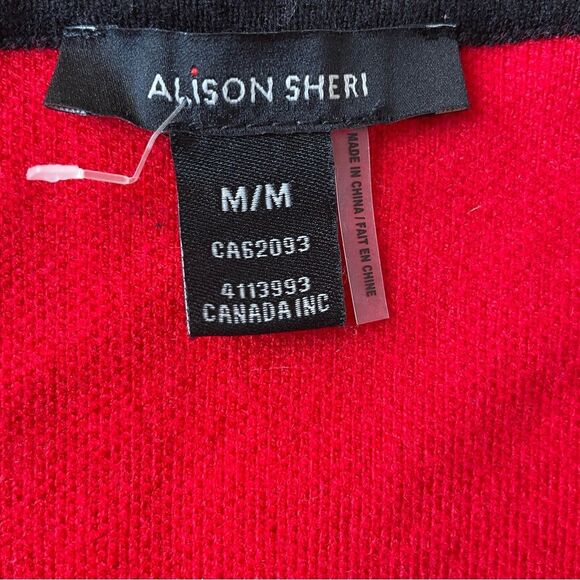 ALiSON SHERI
M/M
CA62093
4113993
CANADA INC
MADE IN CHINA / FAIT EN CHINE